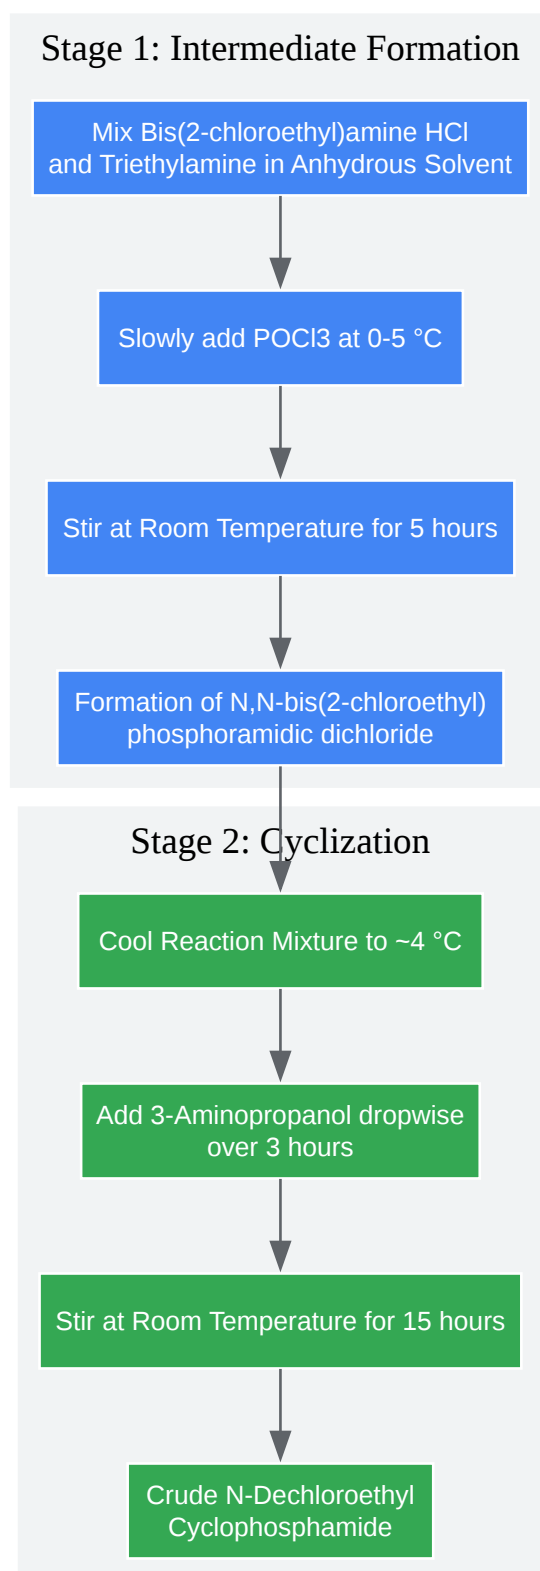 Stage 1: Intermediate Formation
Mix Bis(2-chloroethyl)amine HCl
and Triethylamine in Anhydrous Solvent
Slowly add POCl3 at 0-5 °C
Stir at Room Temperature for 5 hours
Formation of N,N-bis(2-chloroethyl)
phosphoramidic dichloride
Stage 2: Cyclization
Cool Reaction Mixture to ~4 °C
Add 3-Aminopropanol dropwise
over 3 hours
Stir at Room Temperature for 15 hours
Crude N-Dechloroethyl
Cyclophosphamide